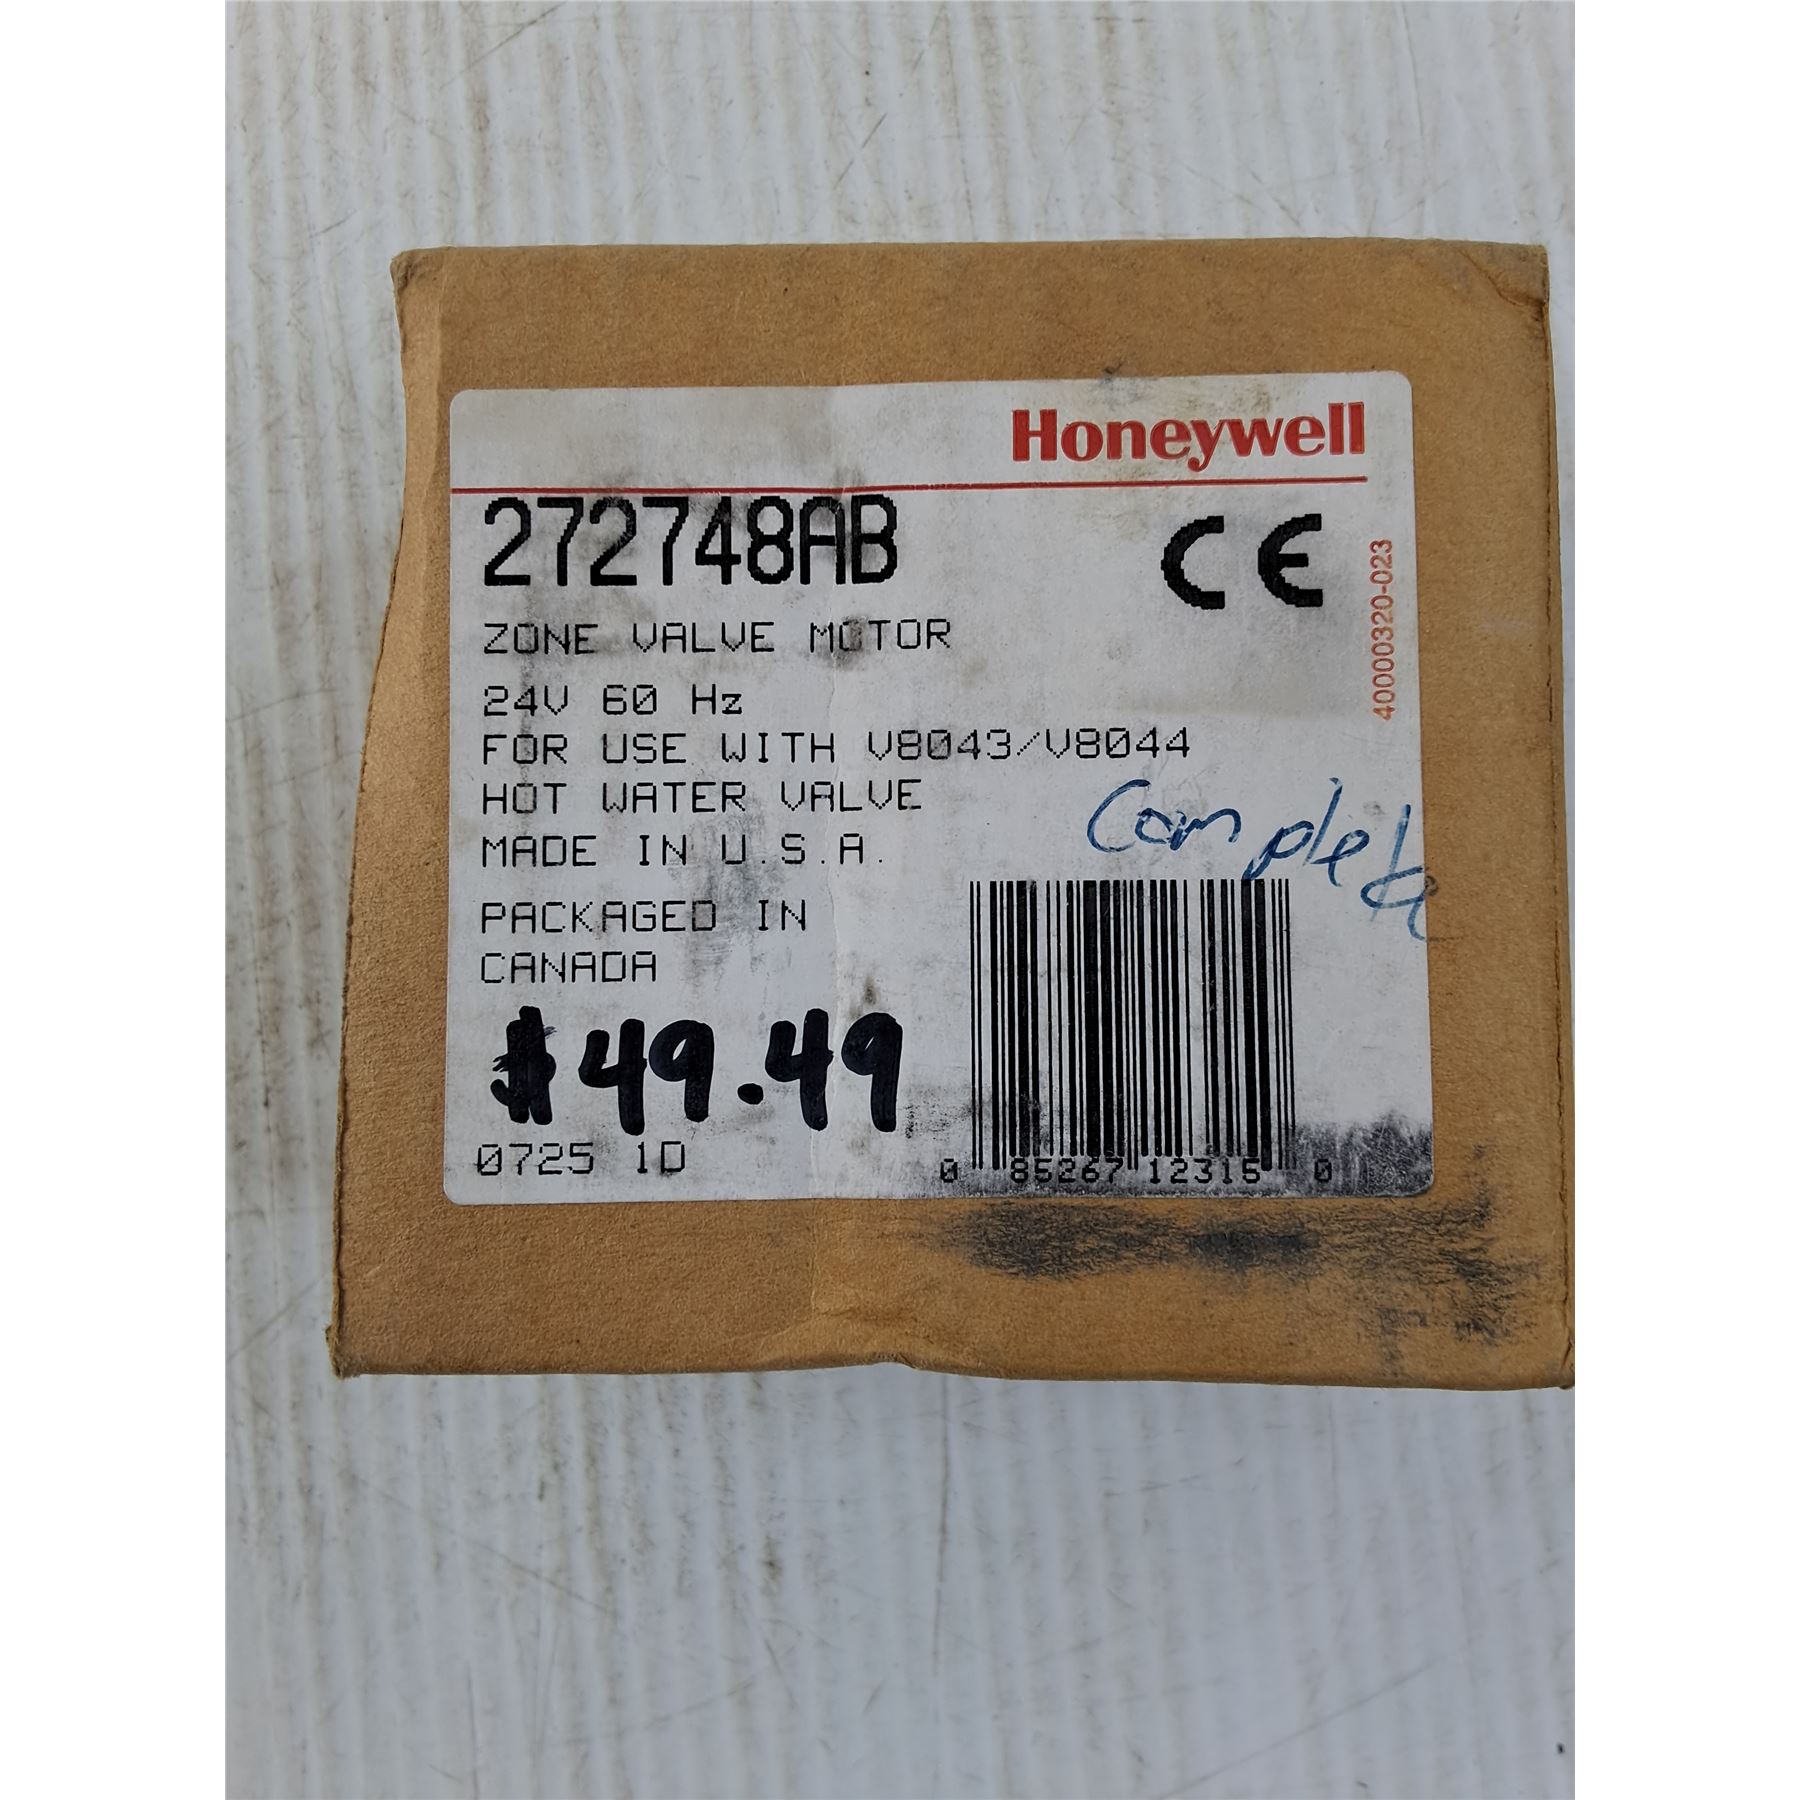 Honeywell
272748AB
CE
40000320-023
ZONE VALVE MOTOR
24V 60 Hz
FOR USE WITH V8043/V8044
HOT WATER VALVE
Complete
MADE IN U.S.A.
PACKAGED IN
CANADA
$49.49
0725 1D
0 85267 12315 0